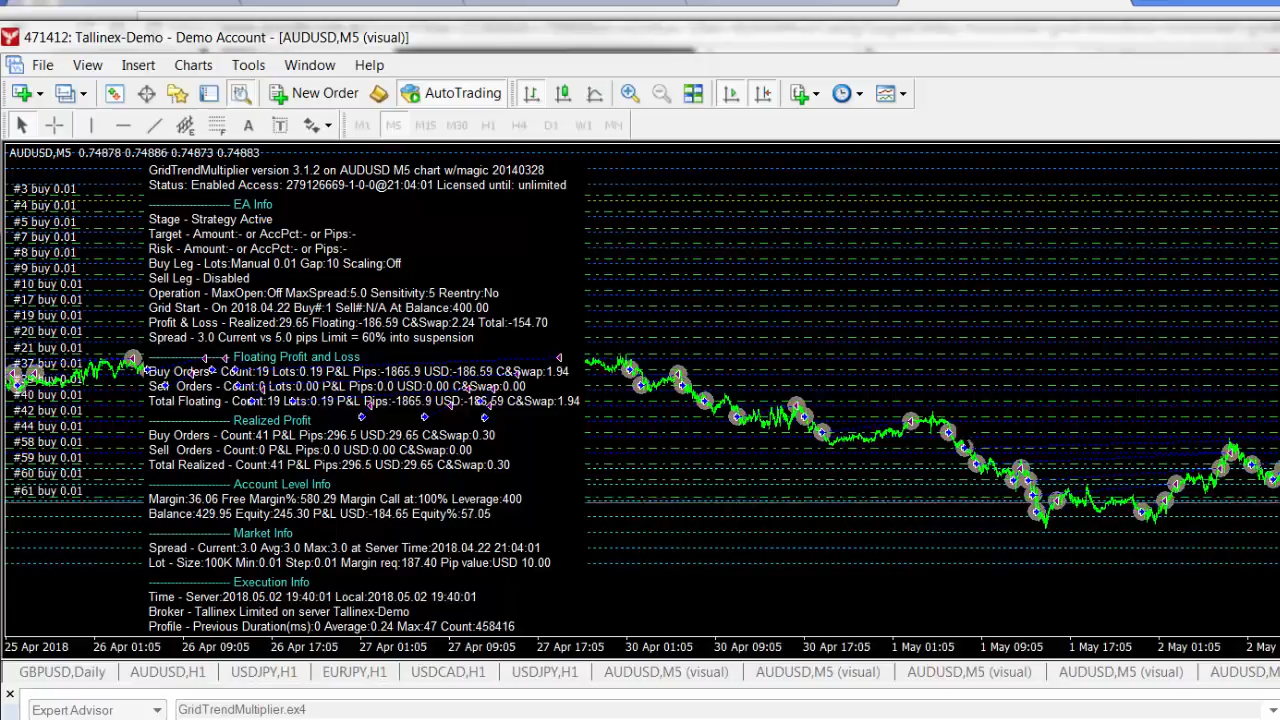 471412: Tallinex-Demo - Demo Account - [AUDUSD,M5 (visual)]
File View Insert Charts Tools Window Help
New Order AutoTrading
A T M1 M5 M15 M30 H1 H4 D1 W1 MN
AUDUSD,M5 0.74878 0.74886 0.74873 0.74883
GridTrendMultiplier version 3.1.2 on AUDUSD M5 chart w/magic 20140328
Status: Enabled Access: 279126669-1-0-0@21:04:01 Licensed until: unlimited
#3 buy 0.01
#4 buy 0.01
#5 buy 0.01
#7 buy 0.01
#8 buy 0.01
#9 buy 0.01
#10 buy 0.01
#17 buy 0.01
#19 buy 0.01
#20 buy 0.01
#21 buy 0.01
#37 buy 0.01
#40 buy 0.01
#42 buy 0.01
#44 buy 0.01
#58 buy 0.01
#59 buy 0.01
#60 buy 0.01
#61 buy 0.01
---------------------- EA Info
Stage - Strategy Active
Target - Amount:- or AccPct:- or Pips:-
Risk - Amount:- or AccPct:- or Pips:-
Buy Leg - Lots:Manual 0.01 Gap:10 Scaling:Off
Sell Leg - Disabled
Operation - MaxOpen:Off MaxSpread:5.0 Sensitivity:5 Reentry:No
Grid Start - On 2018.04.22 Buy#:1 Sell#:N/A At Balance:400.00
Profit & Loss - Realized:29.65 Floating:-186.59 C&Swap:2.24 Total:-154.70
Spread - 3.0 Current vs 5.0 pips Limit = 60% into suspension
---------------------- Floating Profit and Loss
Buy Orders - Count:19 Lots:0.19 P&L Pips:-1865.9 USD:-186.59 C&Swap:1.94
Sell Orders - Count:0 Lots:0.00 P&L Pips:0.0 USD:0.00 C&Swap:0.00
Total Floating - Count:19 Lots:0.19 P&L Pips:-1865.9 USD:-186.59 C&Swap:1.94
---------------------- Realized Profit
Buy Orders - Count:41 P&L Pips:296.5 USD:29.65 C&Swap:0.30
Sell Orders - Count:0 P&L Pips:0.0 USD:0.00 C&Swap:0.00
Total Realized - Count:41 P&L Pips:296.5 USD:29.65 C&Swap:0.30
---------------------- Account Level Info
Margin:36.06 Free Margin%:580.29 Margin Call at:100% Leverage:400
Balance:429.95 Equity:245.30 P&L USD:-184.65 Equity%:57.05
---------------------- Market Info
Spread - Current:3.0 Avg:3.0 Max:3.0 at Server Time:2018.04.22 21:04:01
Lot - Size:100K Min:0.01 Step:0.01 Margin req:187.40 Pip value:USD 10.00
---------------------- Execution Info
Time - Server:2018.05.02 19:40:01 Local:2018.05.02 19:40:01
Broker - Tallinex Limited on server Tallinex-Demo
Profile - Previous Duration(ms):0 Average:0.24 Max:47 Count:458416
25 Apr 2018 26 Apr 01:05 26 Apr 09:05 26 Apr 17:05 27 Apr 01:05 27 Apr 09:05 27 Apr 17:05 30 Apr 01:05 30 Apr 09:05 30 Apr 17:05 1 May 01:05 1 May 09:05 1 May 17:05 2 May 01:05 2 May
GBPUSD,Daily AUDUSD,H1 USDJPY,H1 EURJPY,H1 USDCAD,H1 USDJPY,H1 AUDUSD,M5 (visual) AUDUSD,M5 (visual) AUDUSD,M5 (visual) AUDUSD,M5 (visual) AUDUSD,M5
Expert Advisor GridTrendMultiplier.ex4